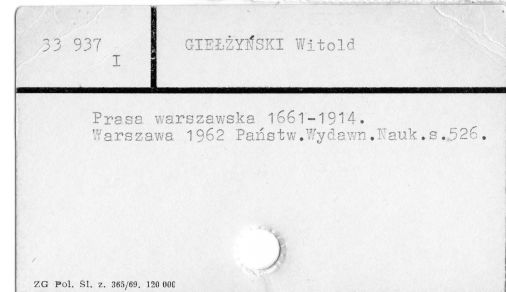 33 937
I
GIEŁŻYŃSKI Witold
Prasa warszawska 1661-1914.
Warszawa 1962 Państw.Wydawn.Nauk.s.526.
ZG Pol. Śl. z. 365/69. 120 000